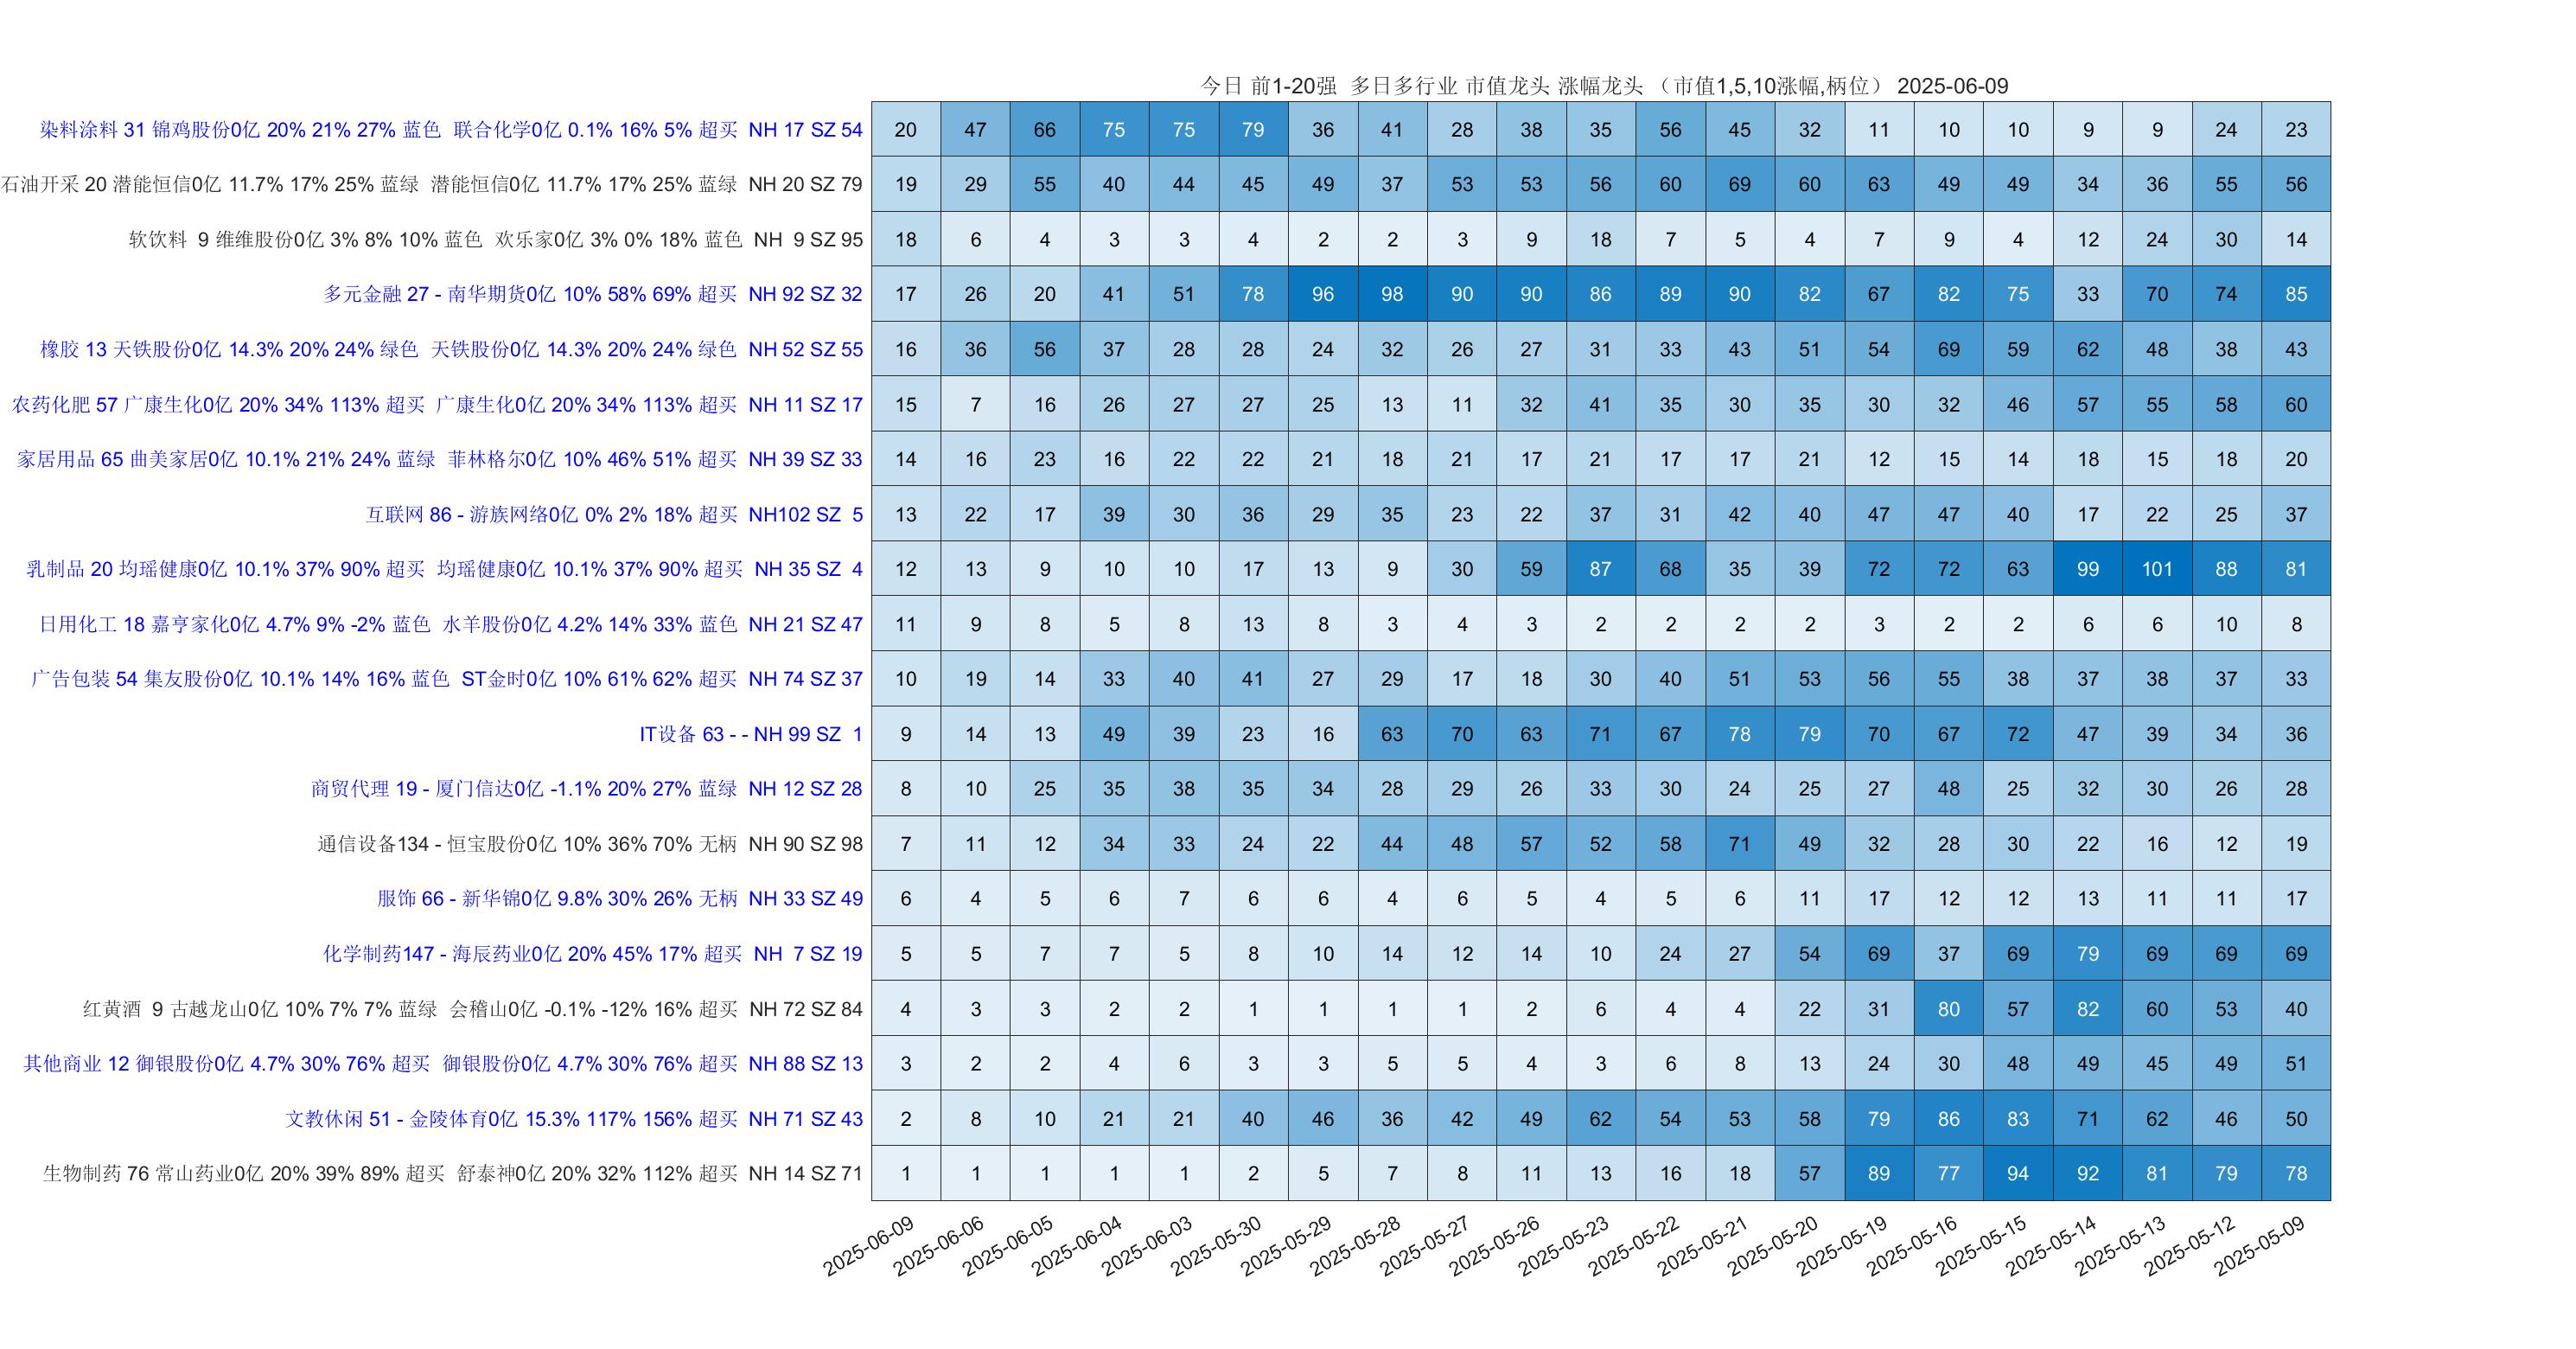 今日 前1-20强 多日多行业 市值龙头 涨幅龙头 （市值1,5,10涨幅,柄位） 2025-06-09
染料涂料 31 锦鸡股份0亿 20% 21% 27% 蓝色 联合化学0亿 0.1% 16% 5% 超买 NH 17 SZ 54 20 47 66 75 75 79 36 41 28 38 35 56 45 32 11 10 10 9 9 24 23
石油开采 20 潜能恒信0亿 11.7% 17% 25% 蓝绿 潜能恒信0亿 11.7% 17% 25% 蓝绿 NH 20 SZ 79 19 29 55 40 44 45 49 37 53 53 56 60 69 60 63 49 49 34 36 55 56
软饮料 9 维维股份0亿 3% 8% 10% 蓝色 欢乐家0亿 3% 0% 18% 蓝色 NH 9 SZ 95 18 6 4 3 3 4 2 2 3 9 18 7 5 4 7 9 4 12 24 30 14
多元金融 27 - 南华期货0亿 10% 58% 69% 超买 NH 92 SZ 32 17 26 20 41 51 78 96 98 90 90 86 89 90 82 67 82 75 33 70 74 85
橡胶 13 天铁股份0亿 14.3% 20% 24% 绿色 天铁股份0亿 14.3% 20% 24% 绿色 NH 52 SZ 55 16 36 56 37 28 28 24 32 26 27 31 33 43 51 54 69 59 62 48 38 43
农药化肥 57 广康生化0亿 20% 34% 113% 超买 广康生化0亿 20% 34% 113% 超买 NH 11 SZ 17 15 7 16 26 27 27 25 13 11 32 41 35 30 35 30 32 46 57 55 58 60
家居用品 65 曲美家居0亿 10.1% 21% 24% 蓝绿 菲林格尔0亿 10% 46% 51% 超买 NH 39 SZ 33 14 16 23 16 22 22 21 18 21 17 21 17 17 21 12 15 14 18 15 18 20
互联网 86 - 游族网络0亿 0% 2% 18% 超买 NH102 SZ 5 13 22 17 39 30 36 29 35 23 22 37 31 42 40 47 47 40 17 22 25 37
乳制品 20 均瑶健康0亿 10.1% 37% 90% 超买 均瑶健康0亿 10.1% 37% 90% 超买 NH 35 SZ 4 12 13 9 10 10 17 13 9 30 59 87 68 35 39 72 72 63 99 101 88 81
日用化工 18 嘉亨家化0亿 4.7% 9% -2% 蓝色 水羊股份0亿 4.2% 14% 33% 蓝色 NH 21 SZ 47 11 9 8 5 8 13 8 3 4 3 2 2 2 2 3 2 2 6 6 10 8
广告包装 54 集友股份0亿 10.1% 14% 16% 蓝色 ST金时0亿 10% 61% 62% 超买 NH 74 SZ 37 10 19 14 33 40 41 27 29 17 18 30 40 51 53 56 55 38 37 38 37 33
IT设备 63 - - NH 99 SZ 1 9 14 13 49 39 23 16 63 70 63 71 67 78 79 70 67 72 47 39 34 36
商贸代理 19 - 厦门信达0亿 -1.1% 20% 27% 蓝绿 NH 12 SZ 28 8 10 25 35 38 35 34 28 29 26 33 30 24 25 27 48 25 32 30 26 28
通信设备134 - 恒宝股份0亿 10% 36% 70% 无柄 NH 90 SZ 98 7 11 12 34 33 24 22 44 48 57 52 58 71 49 32 28 30 22 16 12 19
服饰 66 - 新华锦0亿 9.8% 30% 26% 无柄 NH 33 SZ 49 6 4 5 6 7 6 6 4 6 5 4 5 6 11 17 12 12 13 11 11 17
化学制药147 - 海辰药业0亿 20% 45% 17% 超买 NH 7 SZ 19 5 5 7 7 5 8 10 14 12 14 10 24 27 54 69 37 69 79 69 69 69
红黄酒 9 古越龙山0亿 10% 7% 7% 蓝绿 会稽山0亿 -0.1% -12% 16% 超买 NH 72 SZ 84 4 3 3 2 2 1 1 1 1 2 6 4 4 22 31 80 57 82 60 53 40
其他商业 12 御银股份0亿 4.7% 30% 76% 超买 御银股份0亿 4.7% 30% 76% 超买 NH 88 SZ 13 3 2 2 4 6 3 3 5 5 4 3 6 8 13 24 30 48 49 45 49 51
文教休闲 51 - 金陵体育0亿 15.3% 117% 156% 超买 NH 71 SZ 43 2 8 10 21 21 40 46 36 42 49 62 54 53 58 79 86 83 71 62 46 50
生物制药 76 常山药业0亿 20% 39% 89% 超买 舒泰神0亿 20% 32% 112% 超买 NH 14 SZ 71 1 1 1 1 1 2 5 7 8 11 13 16 18 57 89 77 94 92 81 79 78
2025-06-09 2025-06-06 2025-06-05 2025-06-04 2025-06-03 2025-05-30 2025-05-29 2025-05-28 2025-05-27 2025-05-26 2025-05-23 2025-05-22 2025-05-21 2025-05-20 2025-05-19 2025-05-16 2025-05-15 2025-05-14 2025-05-13 2025-05-12 2025-05-09